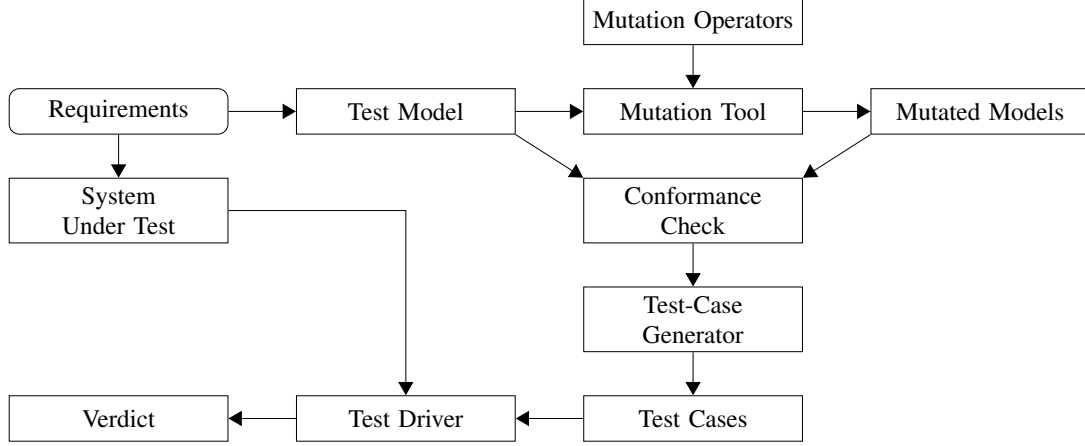 Mutation Operators
Requirements
Test Model
Mutation Tool
Mutated Models
System
Under Test
Conformance
Check
Test-Case
Generator
Verdict
Test Driver
Test Cases